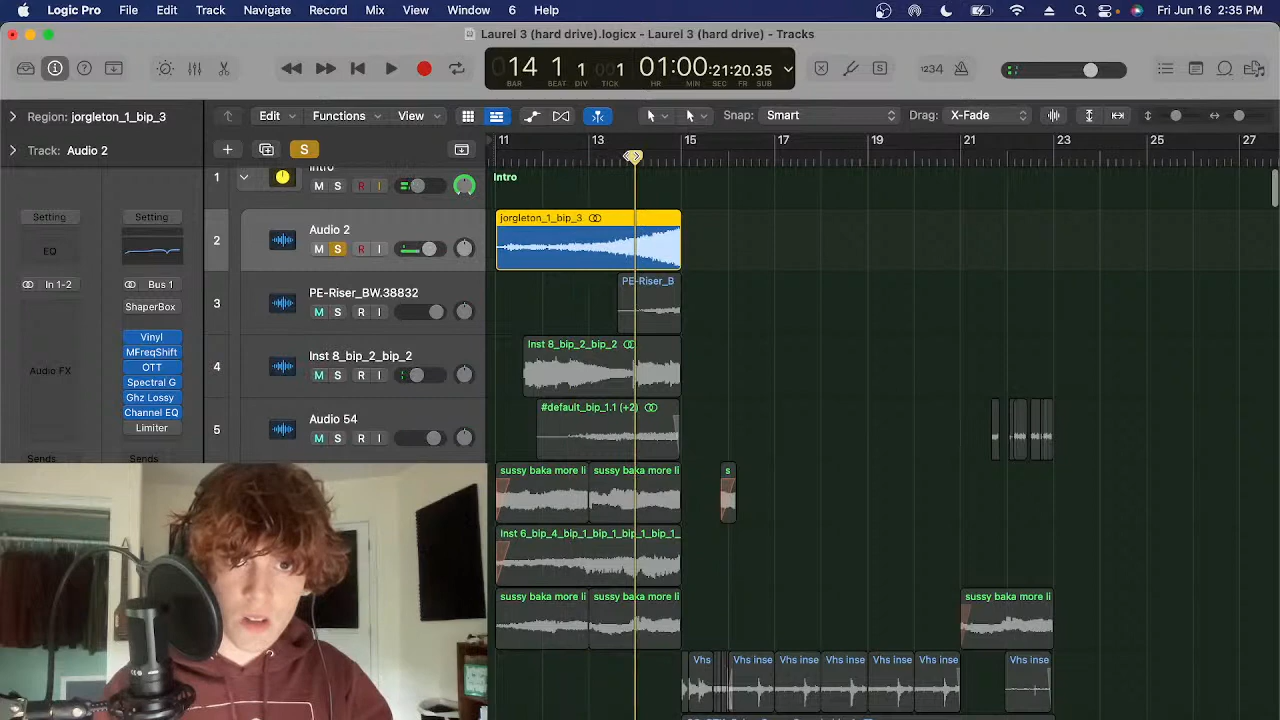 Logic Pro File Edit Track Navigate Record Mix View Window 6 Help Fri Jun 16 2:35 PM
Laurel 3 (hard drive).logicx - Laurel 3 (hard drive) - Tracks
14 1 1 1 01:00:21:20.35
BAR BEAT DIV TICK HR MIN SEC FR SUB
1234
Region: jorgleton_1_bip_3
Edit Functions View Snap: Smart Drag: X-Fade
Track: Audio 2
S
11 13 15 17 19 21 23 25 27
1 Intro
M S R I
Intro
Setting Setting
EQ
In 1-2 Bus 1
ShaperBox
Audio FX
Vinyl
MFreqShift
OTT
Spectral G
Ghz Lossy
Channel EQ
Limiter
Sends Sends
2 Audio 2
M S R I
jorgleton_1_bip_3
3 PE-Riser_BW.38832
M S R I
PE-Riser_B
4 Inst 8_bip_2_bip_2
M S R I
Inst 8_bip_2_bip_2
5 Audio 54
M S R I
#default_bip_1.1 (+2)
sussy baka more li sussy baka more li s
Inst 6_bip_4_bip_1_bip_1_bip_1_bip_1_
sussy baka more li sussy baka more li sussy baka more li
Vhs Vhs inse Vhs inse Vhs inse Vhs inse Vhs inse Vhs inse